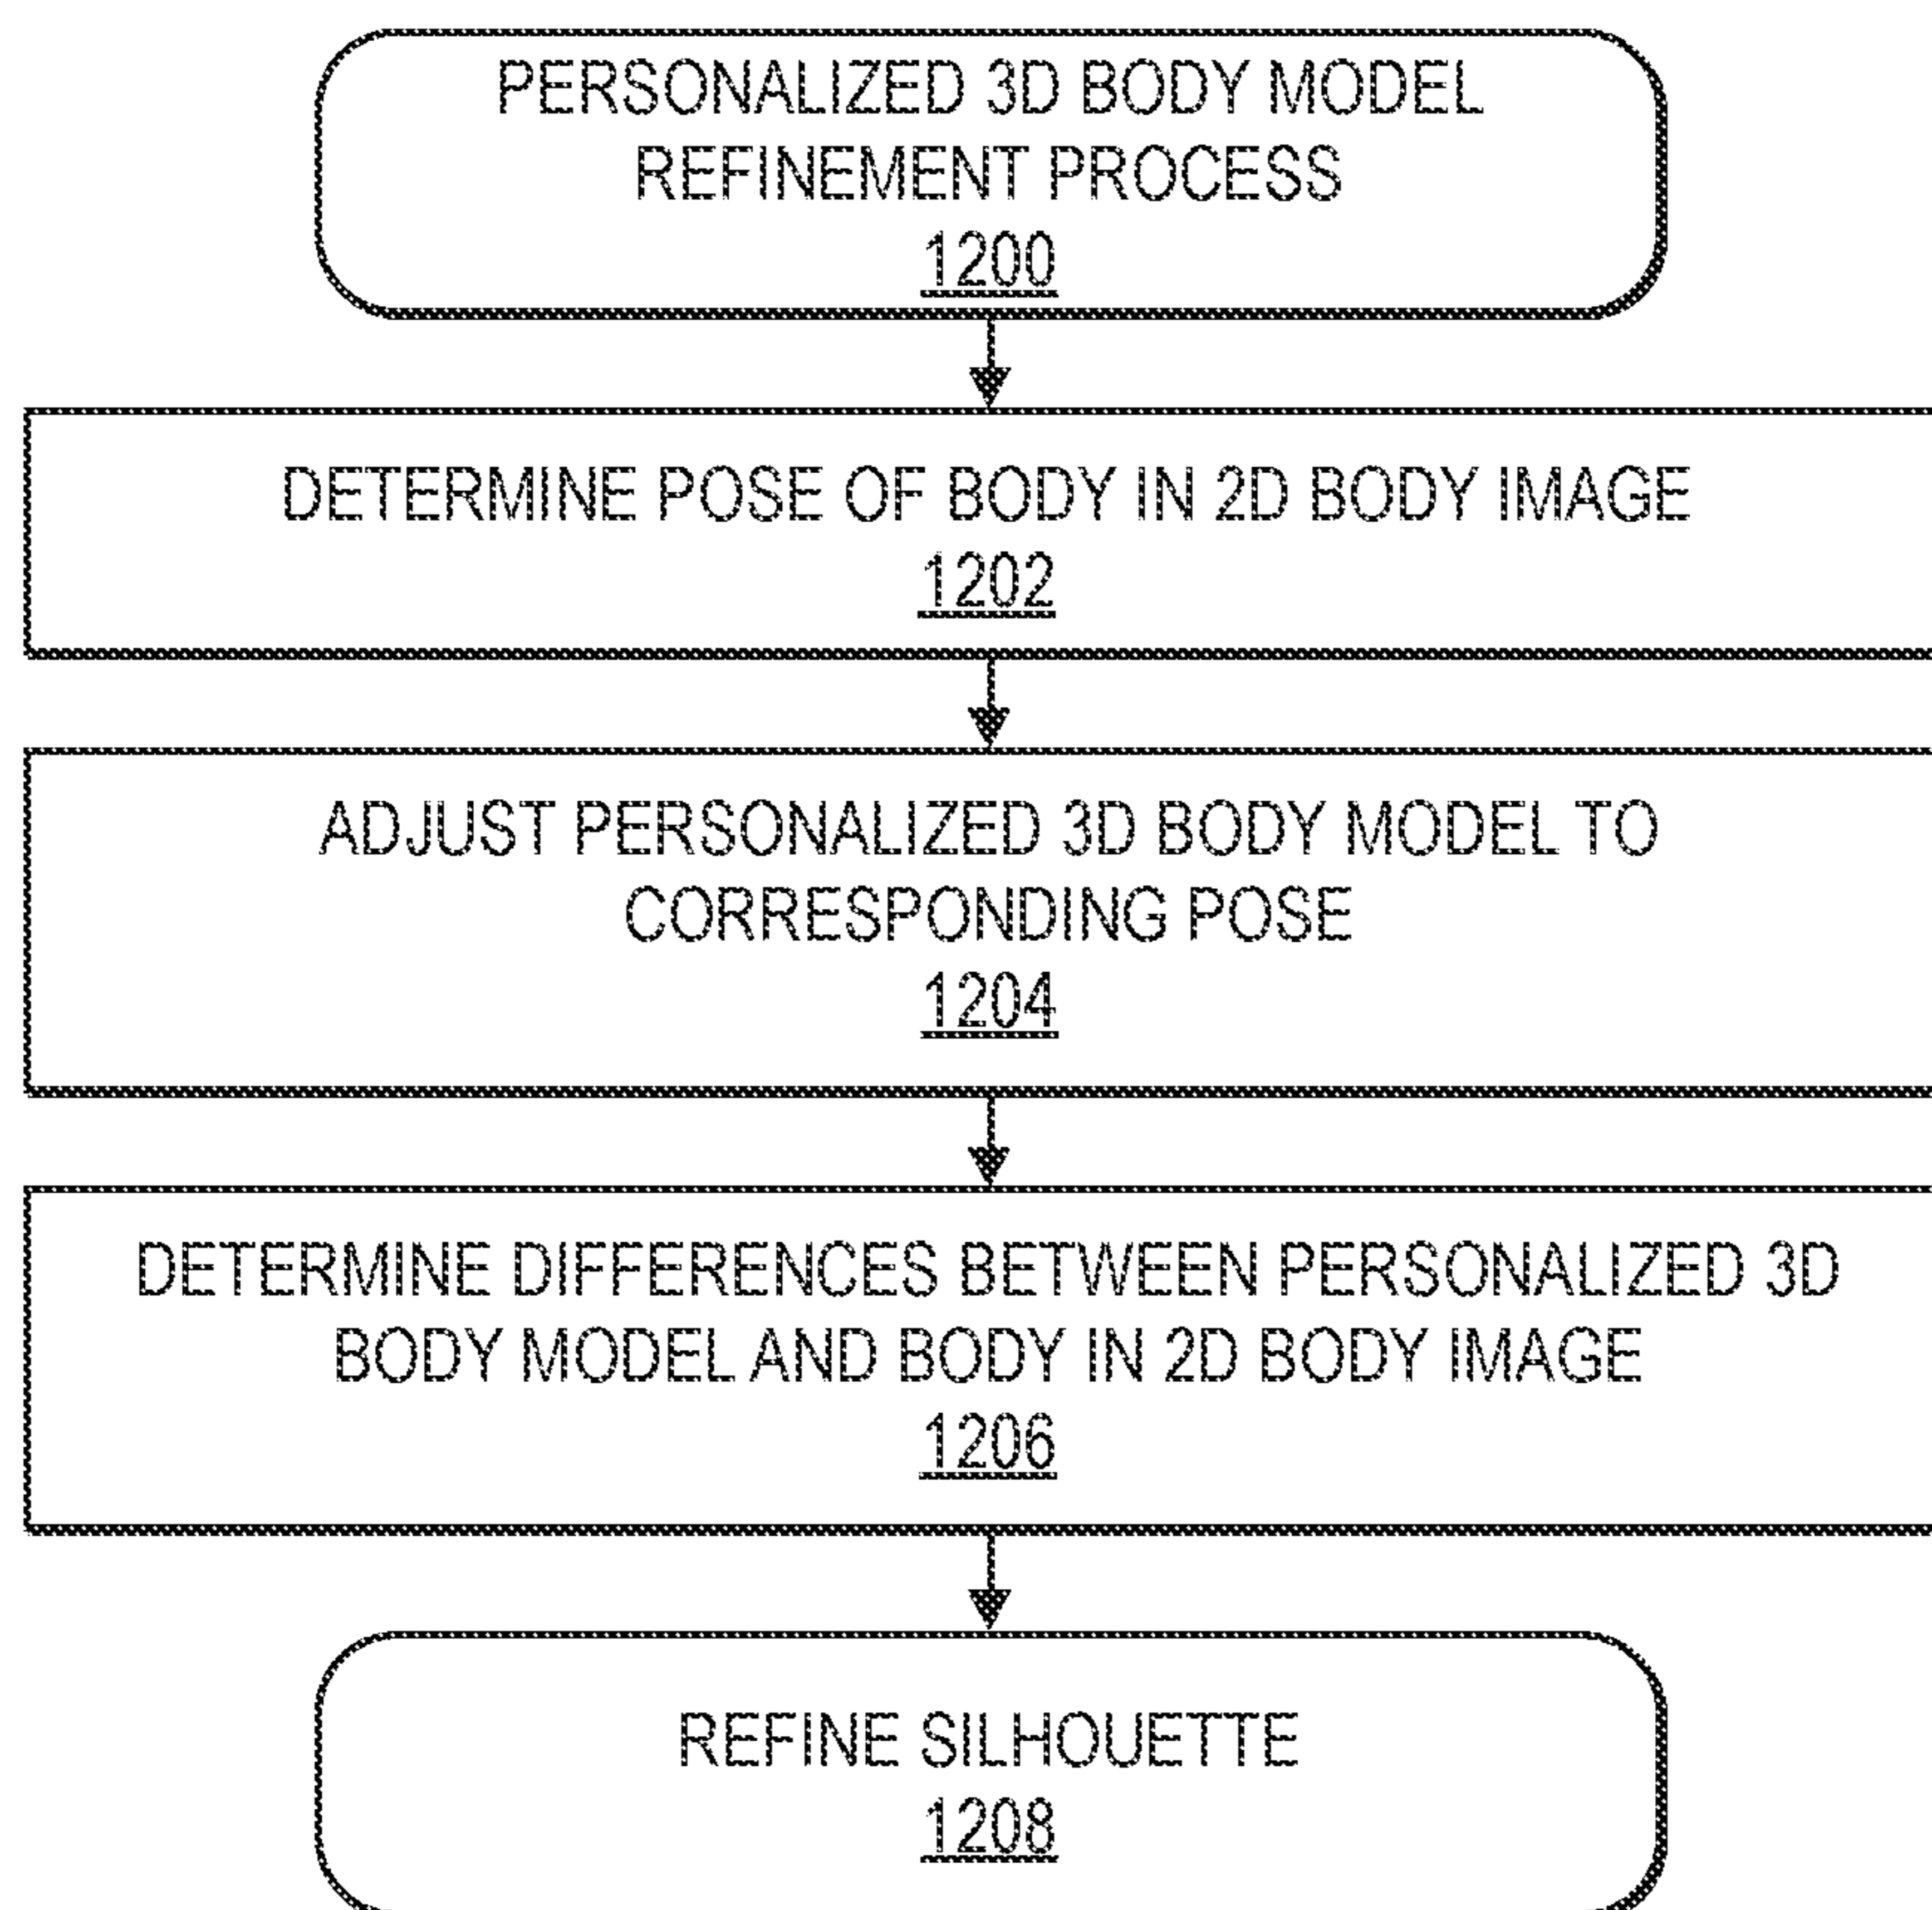 PERSONALIZED 3D BODY MODEL
REFINEMENT PROCESS
1200
DETERMINE POSE OF BODY IN 2D BODY IMAGE
1202
ADJUST PERSONALIZED 3D BODY MODEL TO
CORRESPONDING POSE
1204
DETERMINE DIFFERENCES BETWEEN PERSONALIZED 3D
BODY MODEL AND BODY IN 2D BODY IMAGE
1206
REFINE SILHOUETTE
1208